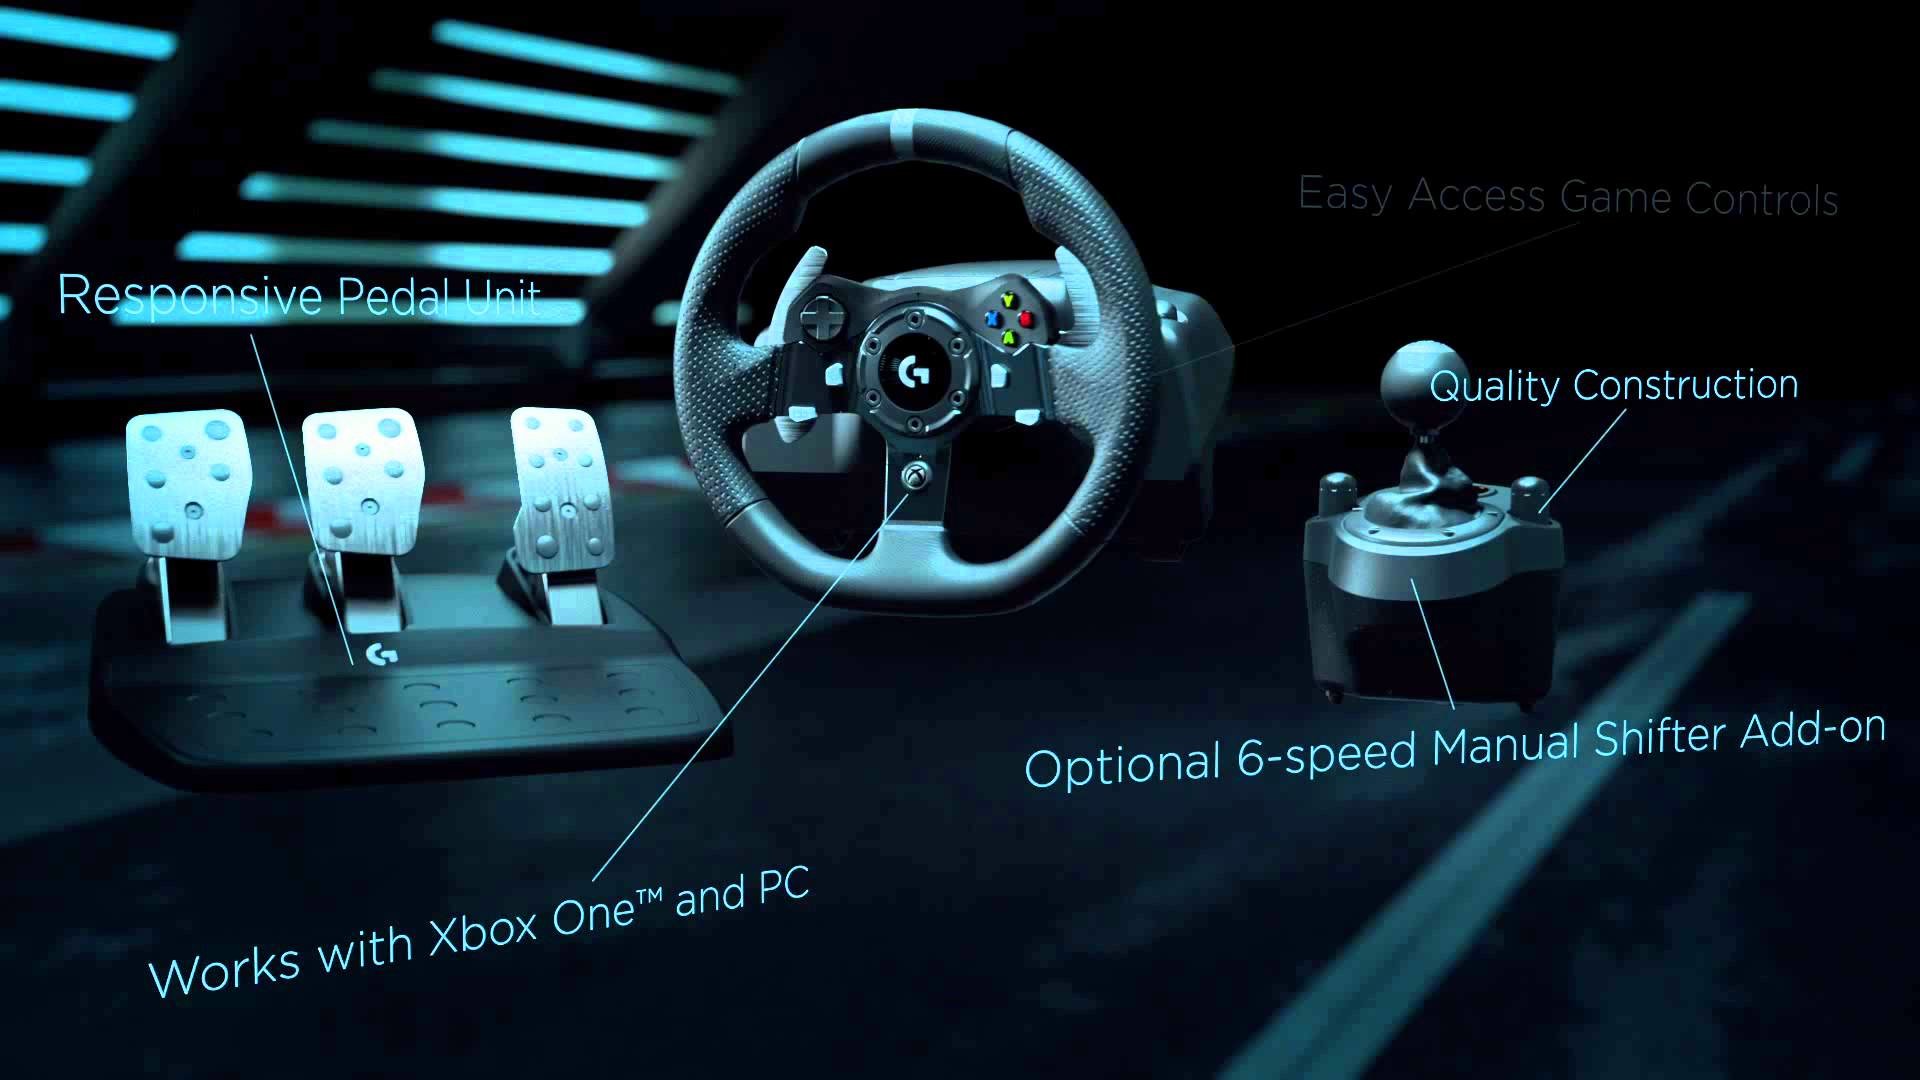 Easy Access Game Controls
Responsive Pedal Unit
Y
X
A
Quality Construction
Optional 6-speed Manual Shifter Add-on
Works with Xbox One™ and PC